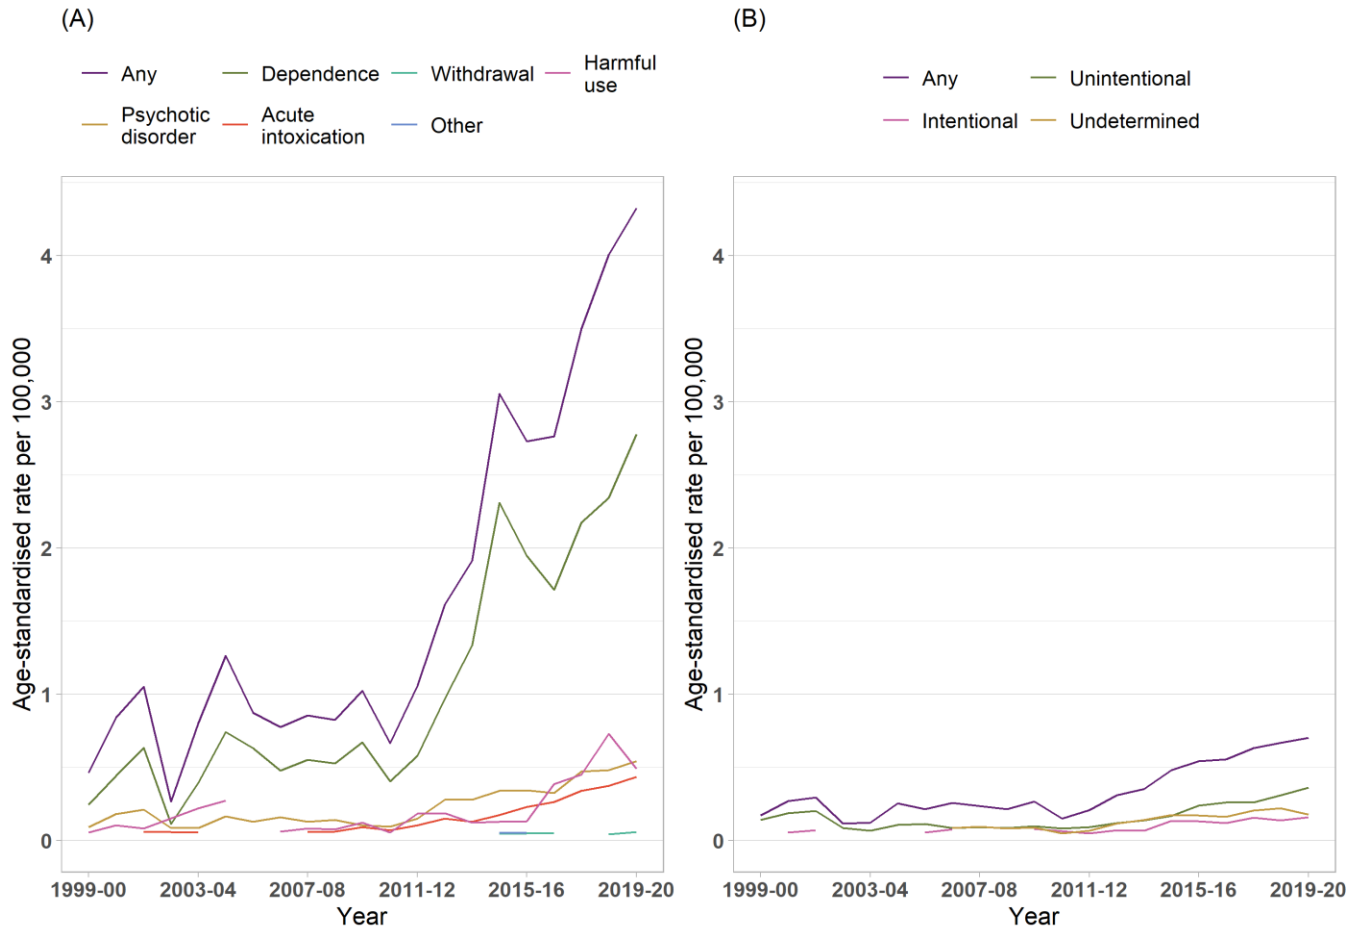 (A)
Any
Dependence
Withdrawal
Harmful
use
Psychotic
disorder
Acute
intoxication
Other
Age-standardised rate per 100,000
4
3
2
1
0
1999-00
2003-04
2007-08
2011-12
2015-16
2019-20
Year
(B)
Any
Unintentional
Intentional
Undetermined
Age-standardised rate per 100,000
4
3
2
1
0
1999-00
2003-04
2007-08
2011-12
2015-16
2019-20
Year